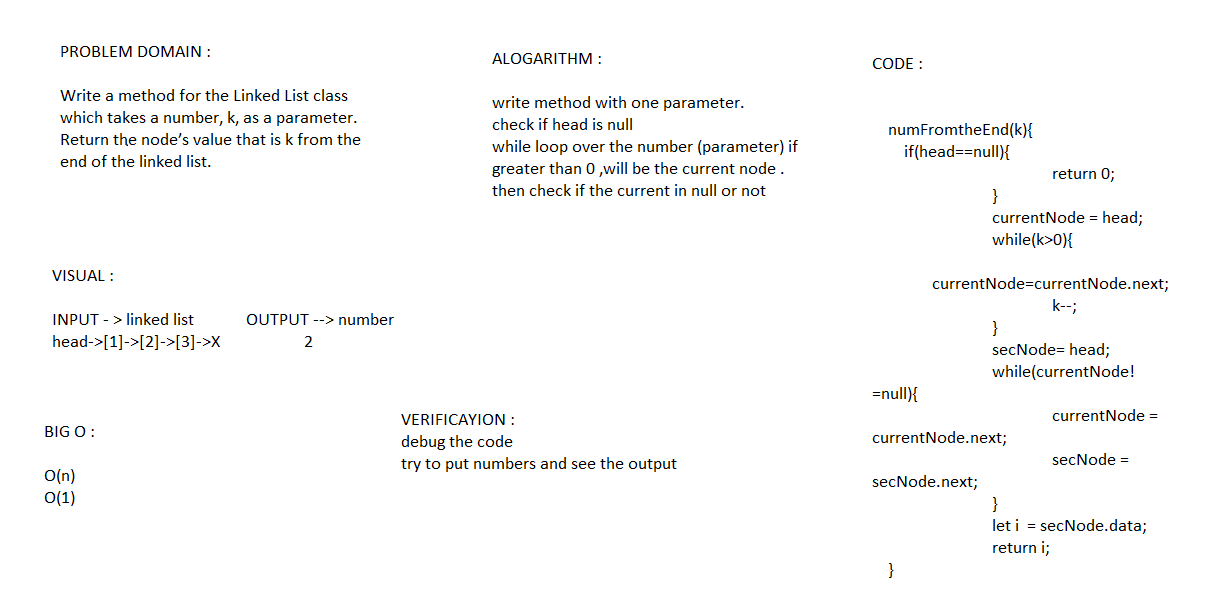 PROBLEM DOMAIN :
Write a method for the Linked List class
which takes a number, k, as a parameter.
Return the node’s value that is k from the
end of the linked list.
VISUAL :
INPUT - > linked list OUTPUT --> number
head->[1]->[2]->[3]->X 2
BIG O :
O(n)
O(1)
ALOGARITHM :
write method with one parameter.
check if head is null
while loop over the number (parameter) if
greater than 0 ,will be the current node .
then check if the current in null or not
VERIFICAYION :
debug the code
try to put numbers and see the output
CODE :
numFromtheEnd(k){
if(head==null){
return 0;
}
currentNode = head;
while(k>0){
currentNode=currentNode.next;
k--;
}
secNode= head;
while(currentNode!
=null){
currentNode =
currentNode.next;
secNode =
secNode.next;
}
let i  = secNode.data;
return i;
}